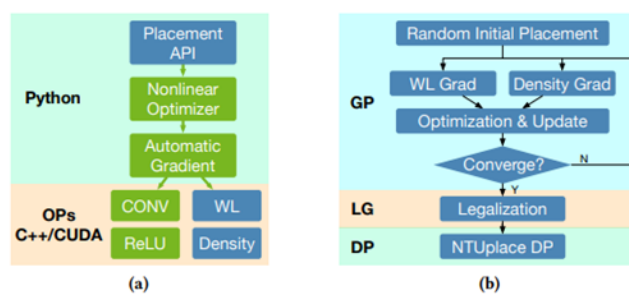 Python
Placement
API
Nonlinear
Optimizer
Automatic
Gradient
OPs
C++/CUDA
CONV
WL
ReLU
Density
(a)
GP
Random Initial Placement
WL Grad
Density Grad
Optimization & Update
Converge?
N
Y
LG
Legalization
DP
NTUplace DP
(b)